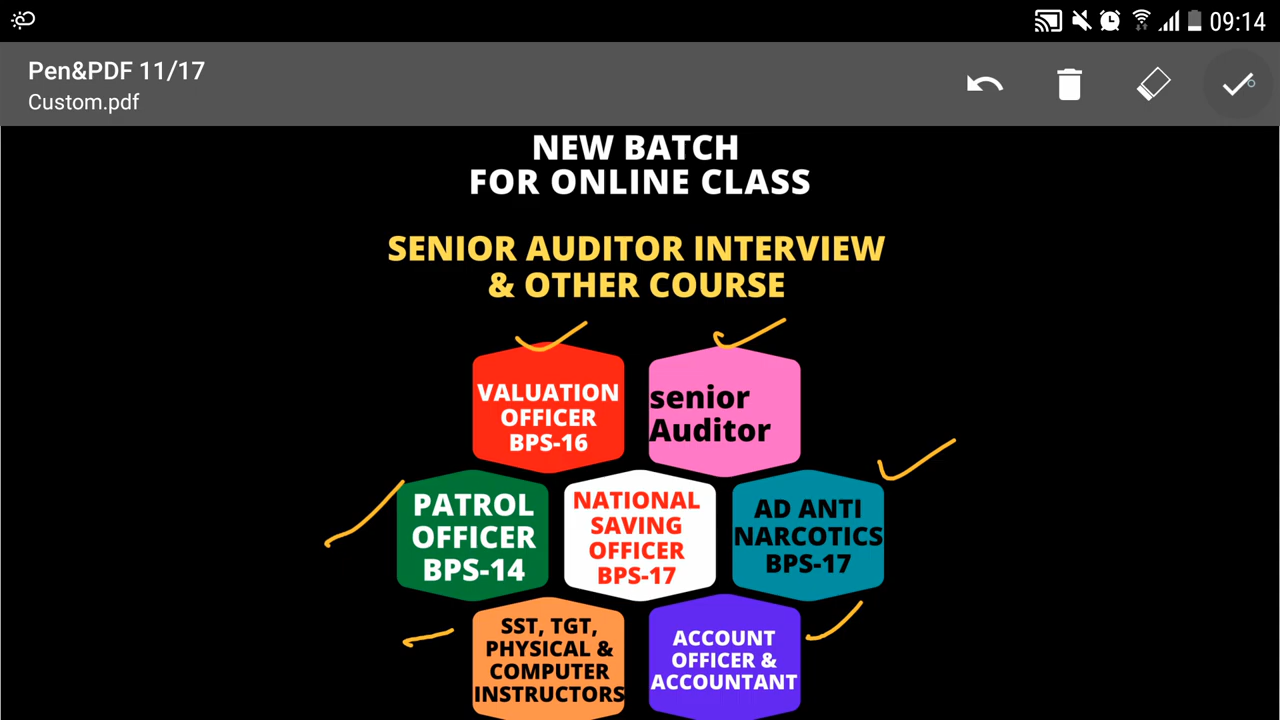 09:14
Pen&PDF 11/17
Custom.pdf
NEW BATCH
FOR ONLINE CLASS
SENIOR AUDITOR INTERVIEW
& OTHER COURSE
VALUATION
OFFICER
BPS-16
senior
Auditor
PATROL
OFFICER
BPS-14
NATIONAL
SAVING
OFFICER
BPS-17
AD ANTI
NARCOTICS
BPS-17
SST, TGT,
PHYSICAL &
COMPUTER
INSTRUCTORS
ACCOUNT
OFFICER &
ACCOUNTANT